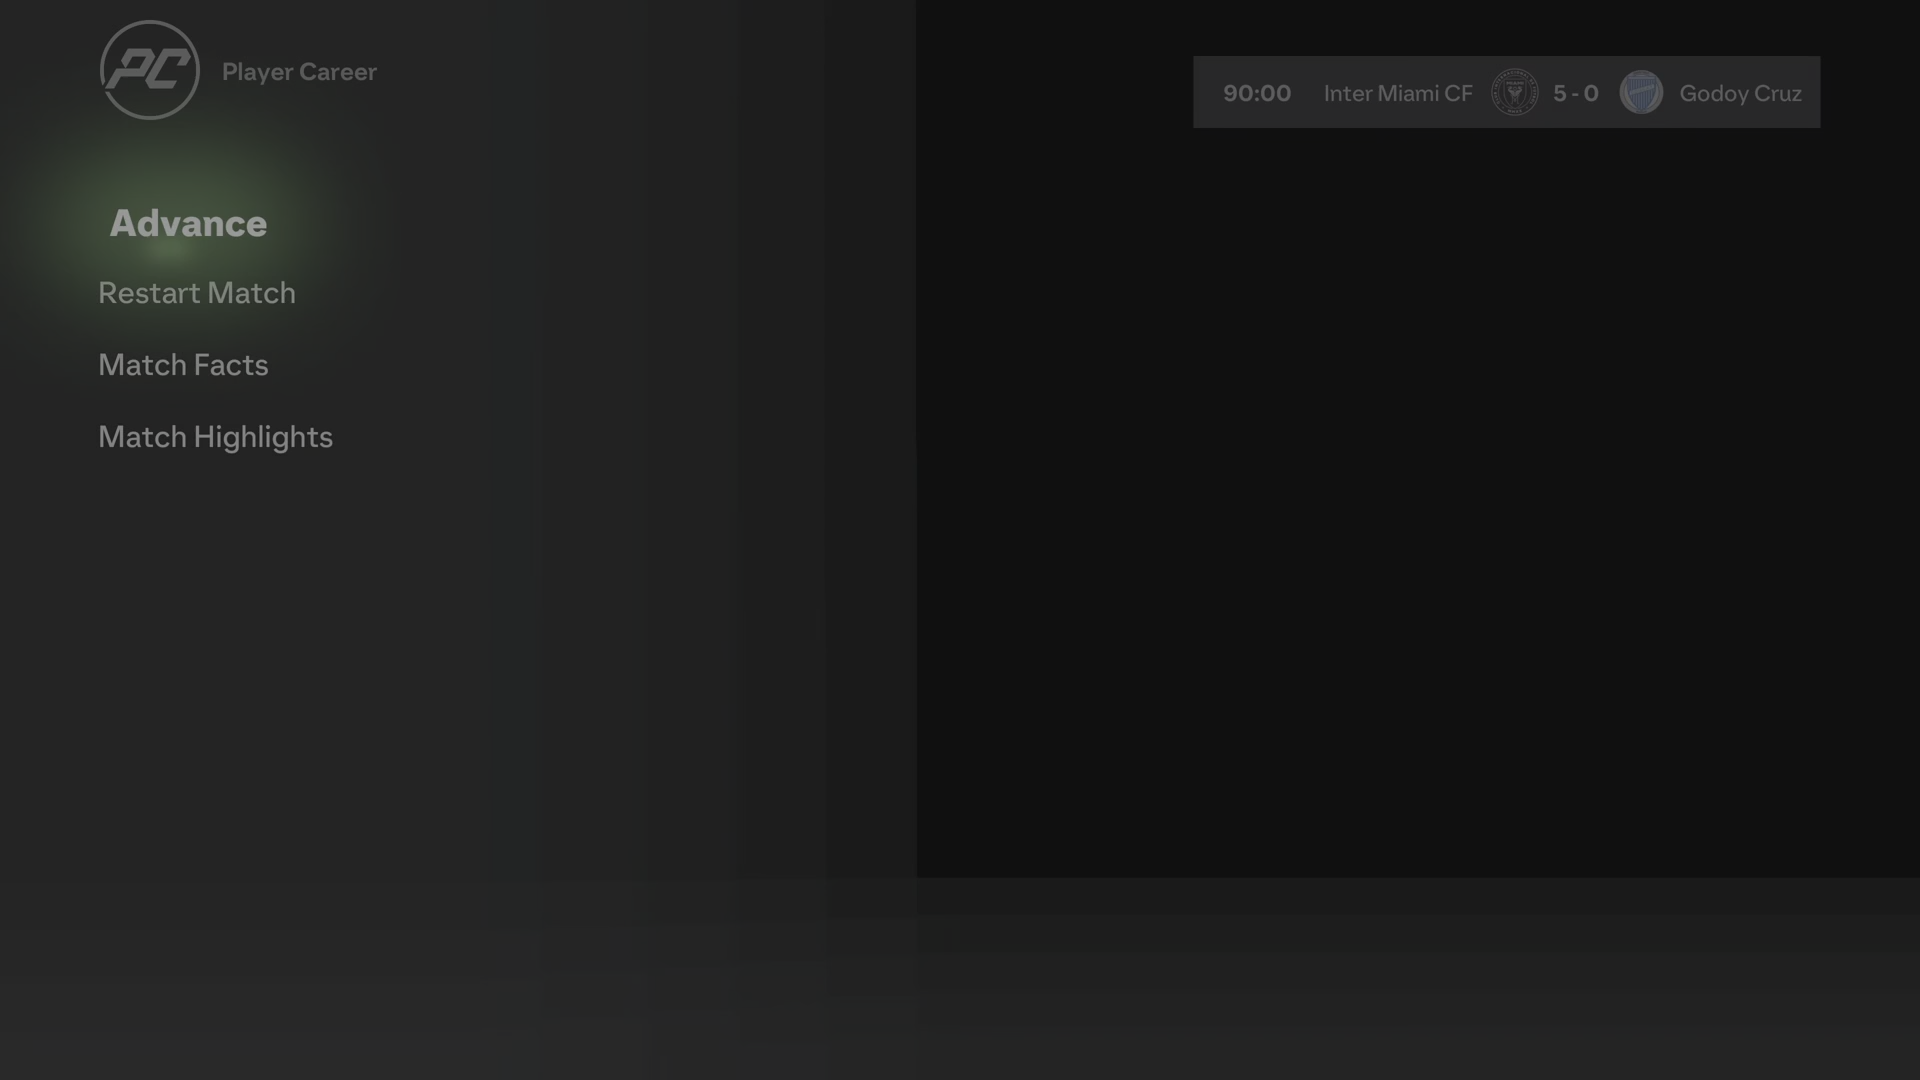 PC
Player Career
90:00 Inter Miami CF 5 - 0 Godoy Cruz
Advance
Restart Match
Match Facts
Match Highlights